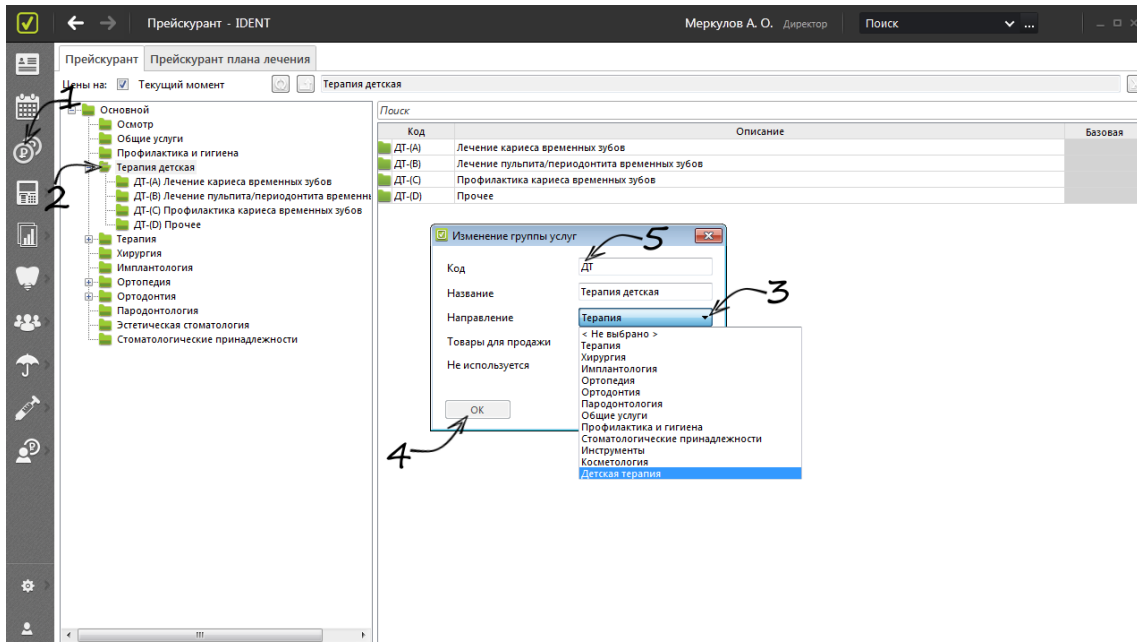 Прейскурант - IDENT
Меркулов А. О. Директор
Поиск
...
Прейскурант
Прейскурант плана лечения
Цены на:
Текущий момент
Терапия детская
1
Основной
Осмотр
Общие услуги
Профилактика и гигиена
2
Терапия детская
ДТ-(A) Лечение кариеса временных зубов
ДТ-(B) Лечение пульпита/периодонтита временны
ДТ-(C) Профилактика кариеса временных зубов
ДТ-(D) Прочее
Терапия
Хирургия
Имплантология
Ортопедия
Ортодонтия
Пародонтология
Эстетическая стоматология
Стоматологические принадлежности
Поиск
Код Описание Базовая
ДТ-(A) Лечение кариеса временных зубов
ДТ-(B) Лечение пульпита/периодонтита временных зубов
ДТ-(C) Профилактика кариеса временных зубов
ДТ-(D) Прочее
Изменение группы услуг
5
Код ДТ
Название Терапия детская
3
Направление Терапия
Товары для продажи
Не используется
OK
4
< Не выбрано >
Терапия
Хирургия
Имплантология
Ортопедия
Ортодонтия
Пародонтология
Общие услуги
Профилактика и гигиена
Стоматологические принадлежности
Инструменты
Косметология
Детская терапия